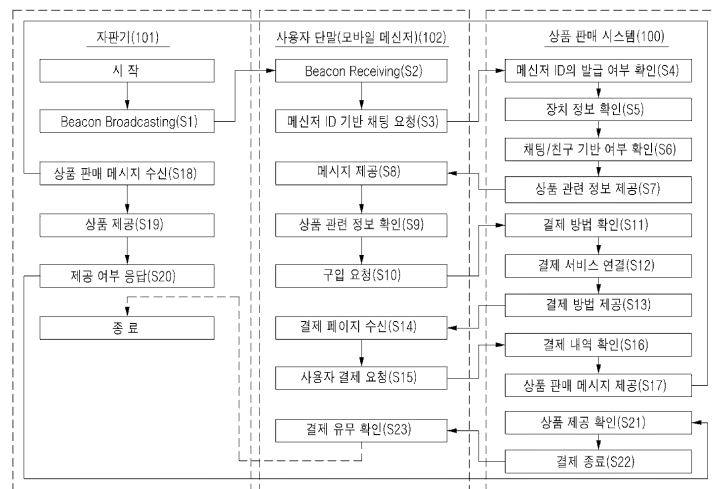 자판기(101)
시 작
Beacon Broadcasting(S1)
상품 판매 메시지 수신(S18)
상품 제공(S19)
제공 여부 응답(S20)
종 료
사용자 단말(모바일 메신저)(102)
Beacon Receiving(S2)
메신저 ID 기반 채팅 요청(S3)
메시지 제공(S8)
상품 관련 정보 확인(S9)
구입 요청(S10)
결제 페이지 수신(S14)
사용자 결제 요청(S15)
결제 유무 확인(S23)
상품 판매 시스템(100)
메신저 ID의 발급 여부 확인(S4)
장치 정보 확인(S5)
채팅/친구 기반 여부 확인(S6)
상품 관련 정보 제공(S7)
결제 방법 확인(S11)
결제 서비스 연결(S12)
결제 방법 제공(S13)
결제 내역 확인(S16)
상품 판매 메시지 제공(S17)
상품 제공 확인(S21)
결제 종료(S22)